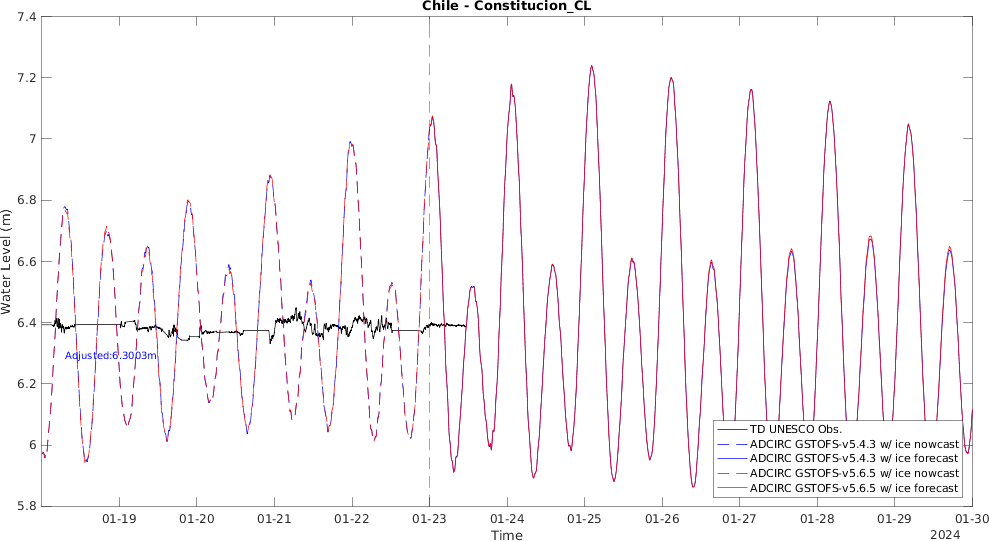 Chile - Constitucion_CL
7.4
7.2
7
6.8
6.6
6.4
6.2
6
5.8
Water Level (m)
Adjusted:6.3003m
TD UNESCO Obs.
ADCIRC GSTOFS-v5.4.3 w/ ice nowcast
ADCIRC GSTOFS-v5.4.3 w/ ice forecast
ADCIRC GSTOFS-v5.6.5 w/ ice nowcast
ADCIRC GSTOFS-v5.6.5 w/ ice forecast
01-19 01-20 01-21 01-22 01-23 01-24 01-25 01-26 01-27 01-28 01-29 01-30
Time
2024